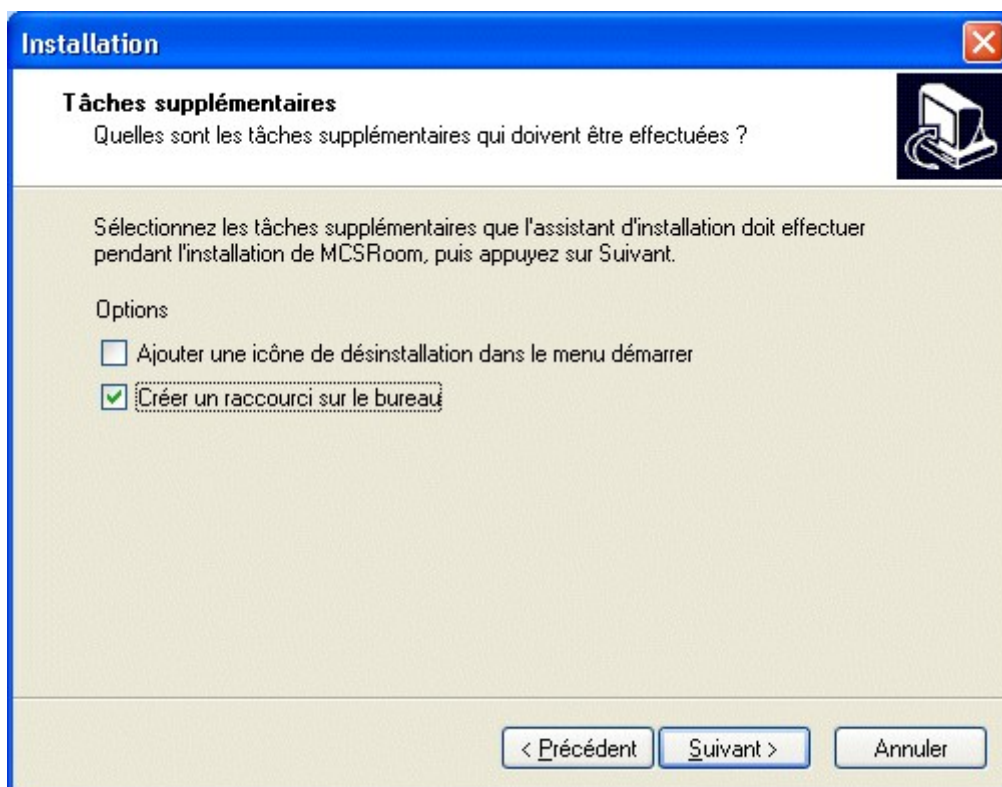 Installation
Tâches supplémentaires
Quelles sont les tâches supplémentaires qui doivent être effectuées ?
Sélectionnez les tâches supplémentaires que l'assistant d'installation doit effectuer
pendant l'installation de MCSRoom, puis appuyez sur Suivant.
Options
Ajouter une icône de désinstallation dans le menu démarrer
Créer un raccourci sur le bureau
< Précédent
Suivant >
Annuler